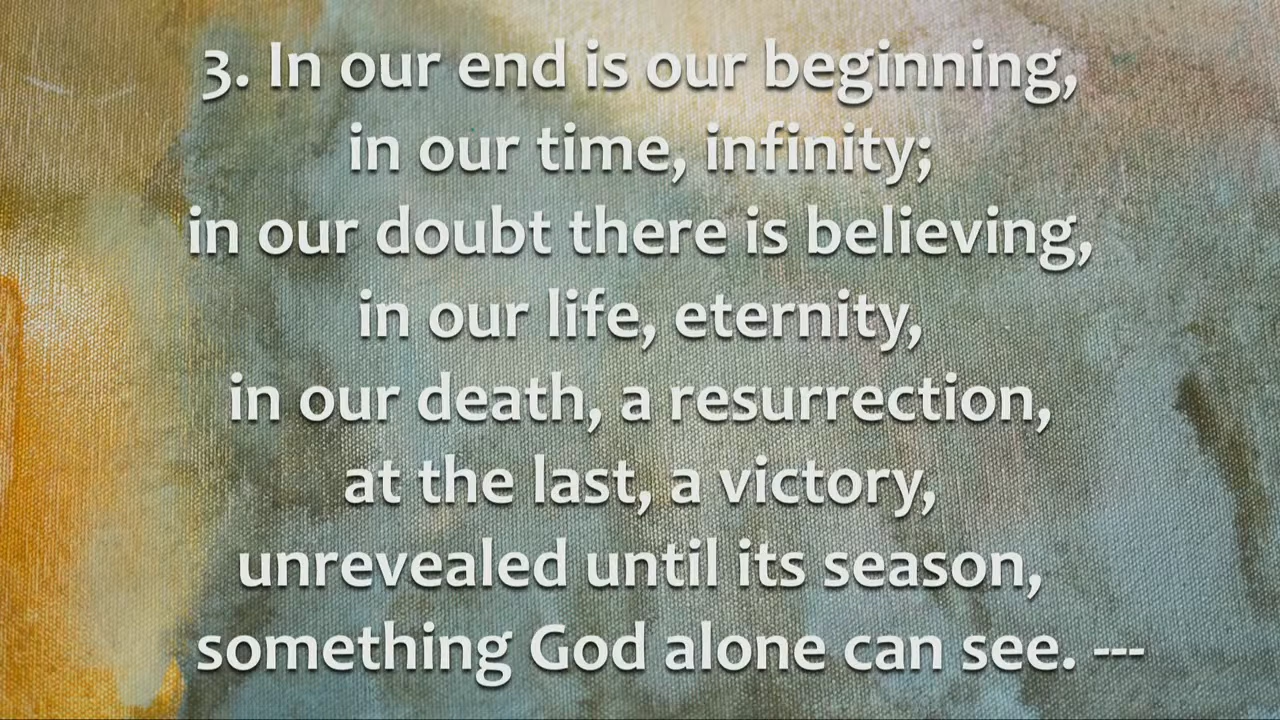 3. In our end is our beginning,
in our time, infinity;
in our doubt there is believing,
in our life, eternity,
in our death, a resurrection,
at the last, a victory,
unrevealed until its season,
something God alone can see. ---